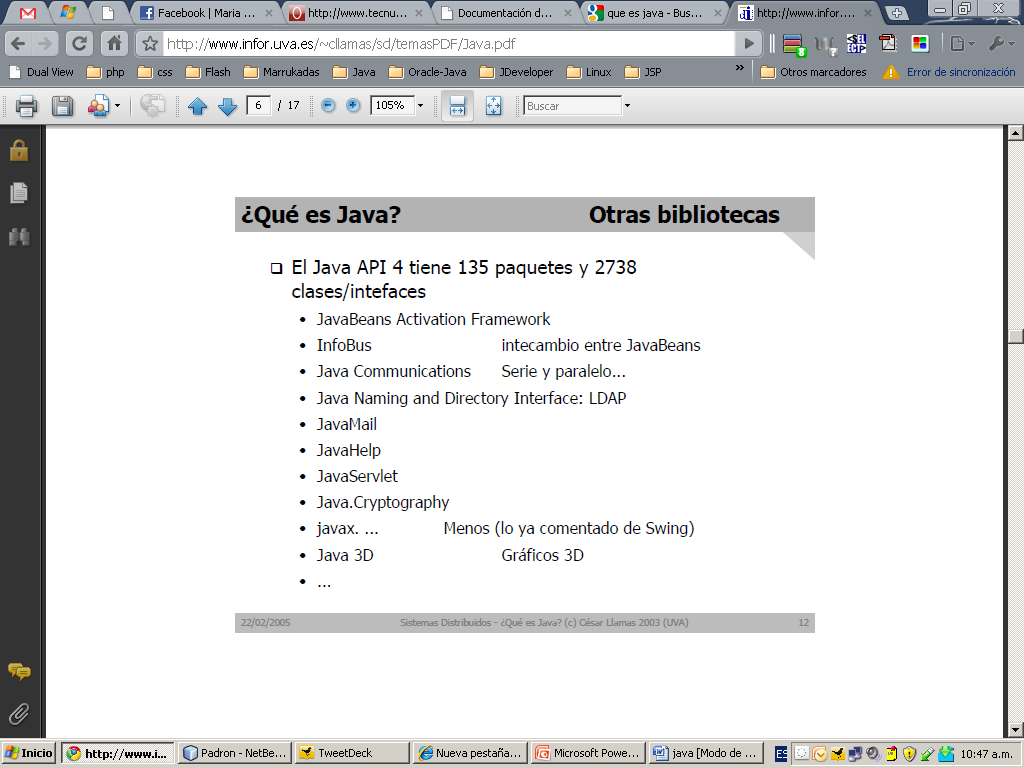 Facebook | Maria ...
http://www.tecnu...
Documentación d...
que es java - Bus...
http://www.infor....
http://www.infor.uva.es/~cllamas/sd/temasPDF/Java.pdf
Dual View php css Flash Marrukadas Java Oracle-Java JDeveloper Linux JSP » Otros marcadores Error de sincronización
6 / 17 105% Buscar
¿Qué es Java? Otras bibliotecas
El Java API 4 tiene 135 paquetes y 2738
clases/intefaces
• JavaBeans Activation Framework
• InfoBus intecambio entre JavaBeans
• Java Communications Serie y paralelo...
• Java Naming and Directory Interface: LDAP
• JavaMail
• JavaHelp
• JavaServlet
• Java.Cryptography
• javax. ... Menos (lo ya comentado de Swing)
• Java 3D Gráficos 3D
• ...
22/02/2005 Sistemas Distribuidos - ¿Qué es Java? (c) César Llamas 2003 (UVA) 12
Inicio http://www.i... Padron - NetBe... TweetDeck Nueva pestaña... Microsoft Powe... java [Modo de ... ES 10:47 a.m.